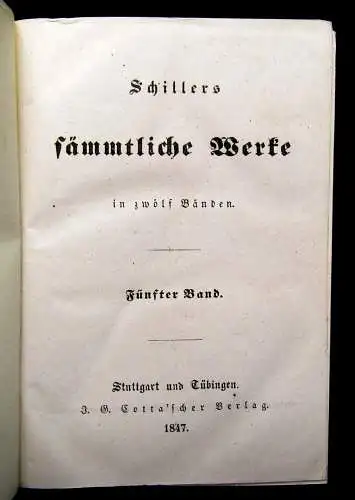 Schillers
sämmtliche Werke
in zwölf Bänden.
Fünfter Band.
Stuttgart und Tübingen.
J. G. Cotta'scher Verlag.
1847.